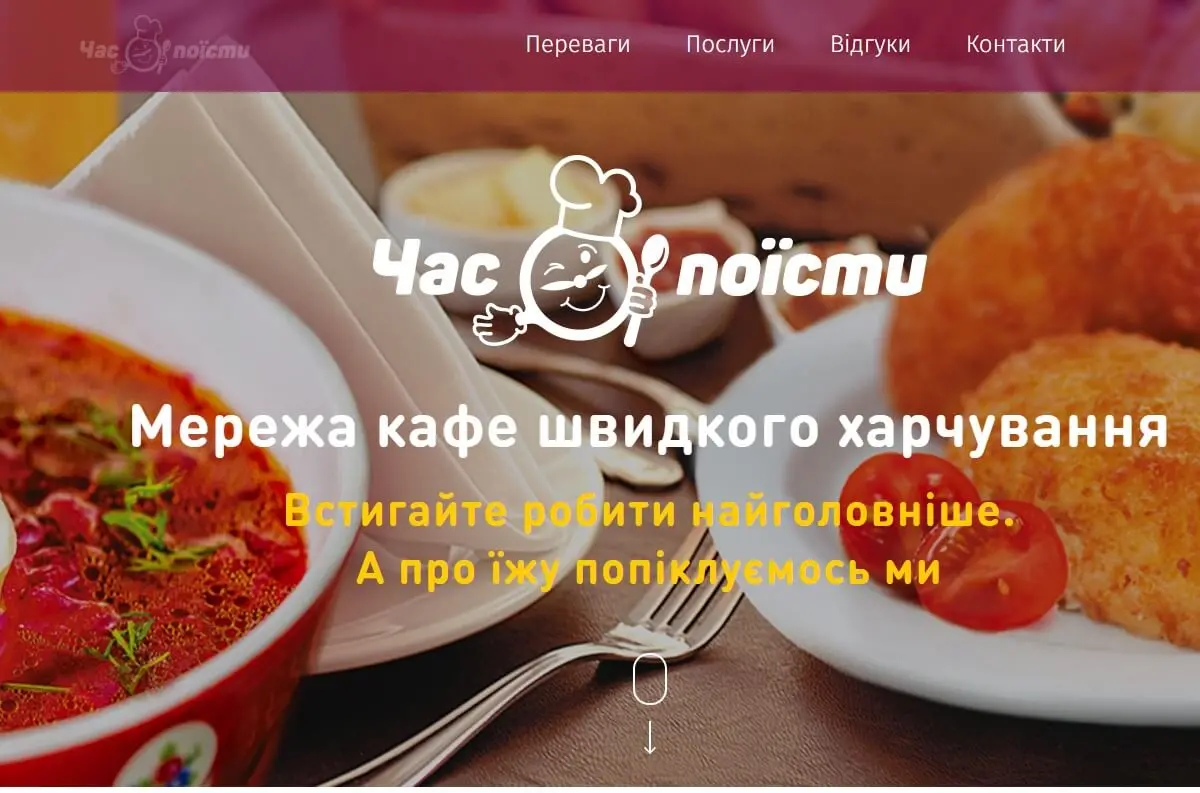 Час поїсти
Переваги Послуги Відгуки Контакти
Час поїсти
Мережа кафе швидкого харчування
Встигайте робити найголовніше.
А про їжу попіклуємось ми